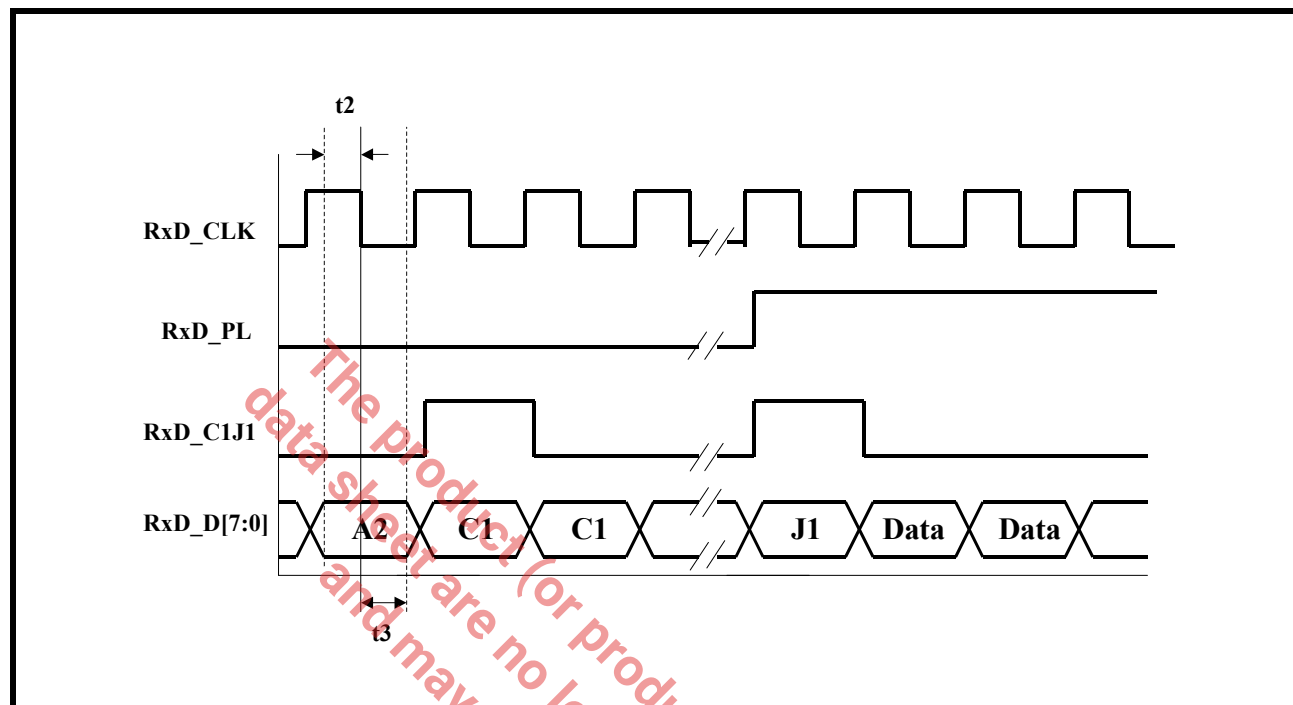 t2
RxD_CLK
RxD_PL
RxD_C1J1
RxD_D[7:0]
A2 C1 C1 J1 Data Data
t3
The product (or produ
data sheet are no lo
and may